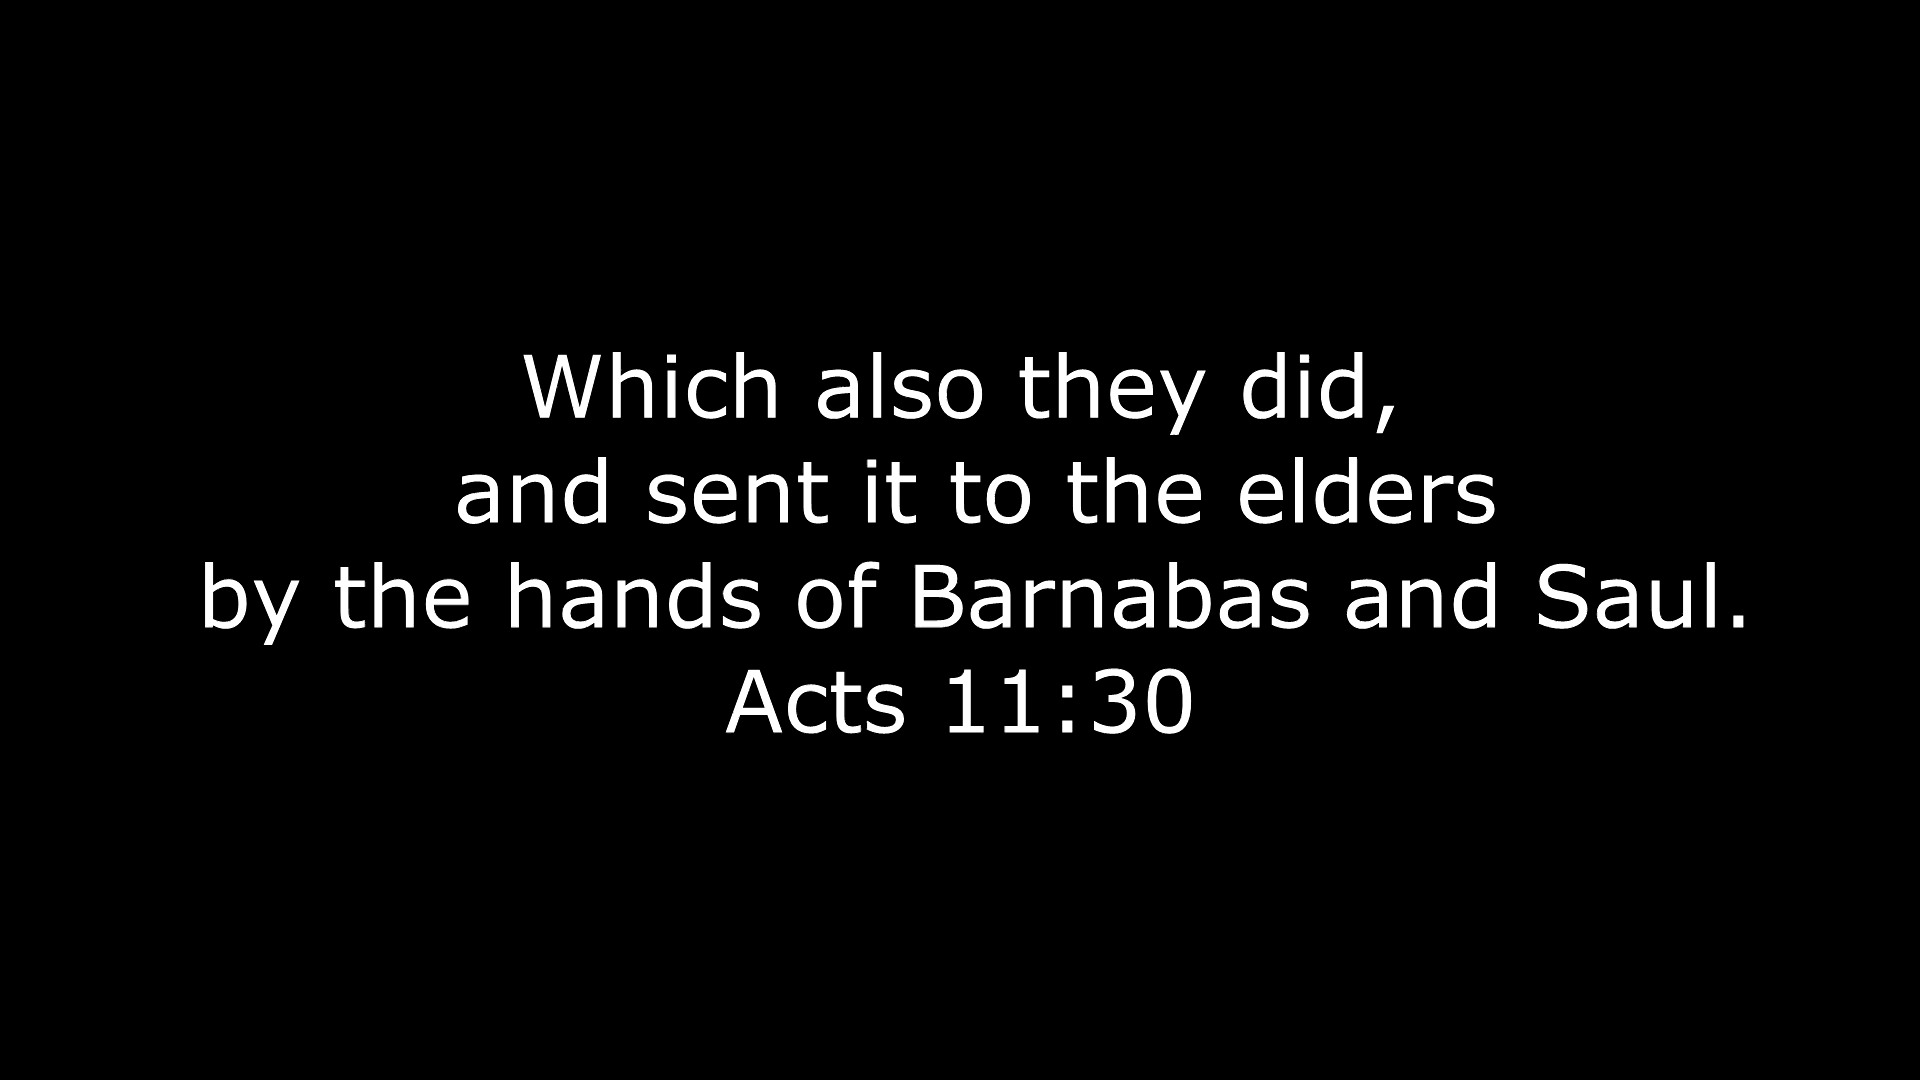 Which also they did,
and sent it to the elders
by the hands of Barnabas and Saul.
Acts 11:30